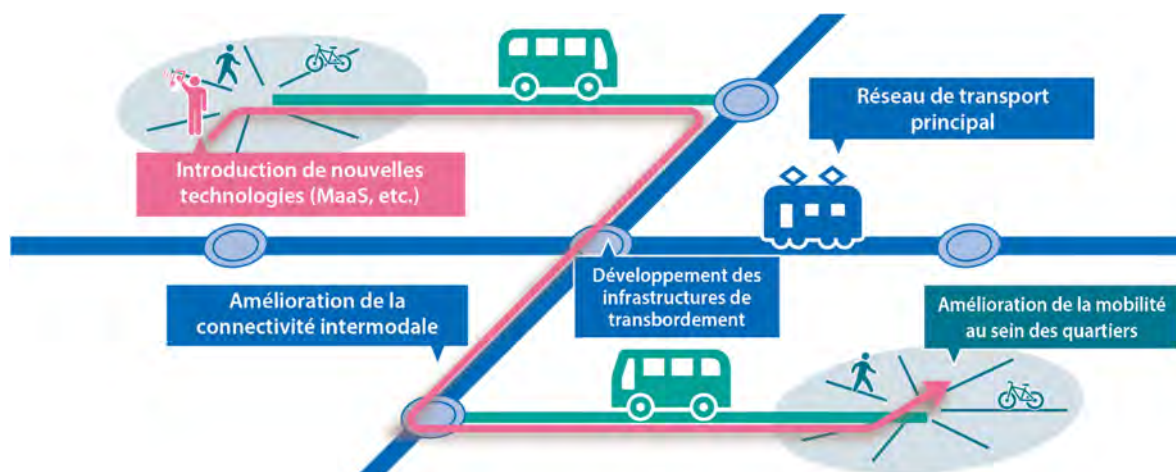 Réseau de transport
principal
Introduction de nouvelles
technologies (MaaS, etc.)
Amélioration de la
connectivité intermodale
Développement des
infrastructures de
transbordement
Amélioration de la mobilité
au sein des quartiers